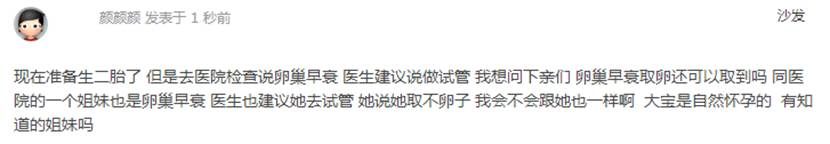 颜颜颜 发表于 1 秒前
沙发
现在准备生二胎了 但是去医院检查说卵巢早衰 医生建议说做试管 我想问下亲们 卵巢早衰取卵还可以取到吗 同医
院的一个姐妹也是卵巢早衰 医生也建议她去试管 她说她取不卵子 我会不会跟她也一样啊 大宝是自然怀孕的 有知
道的姐妹吗